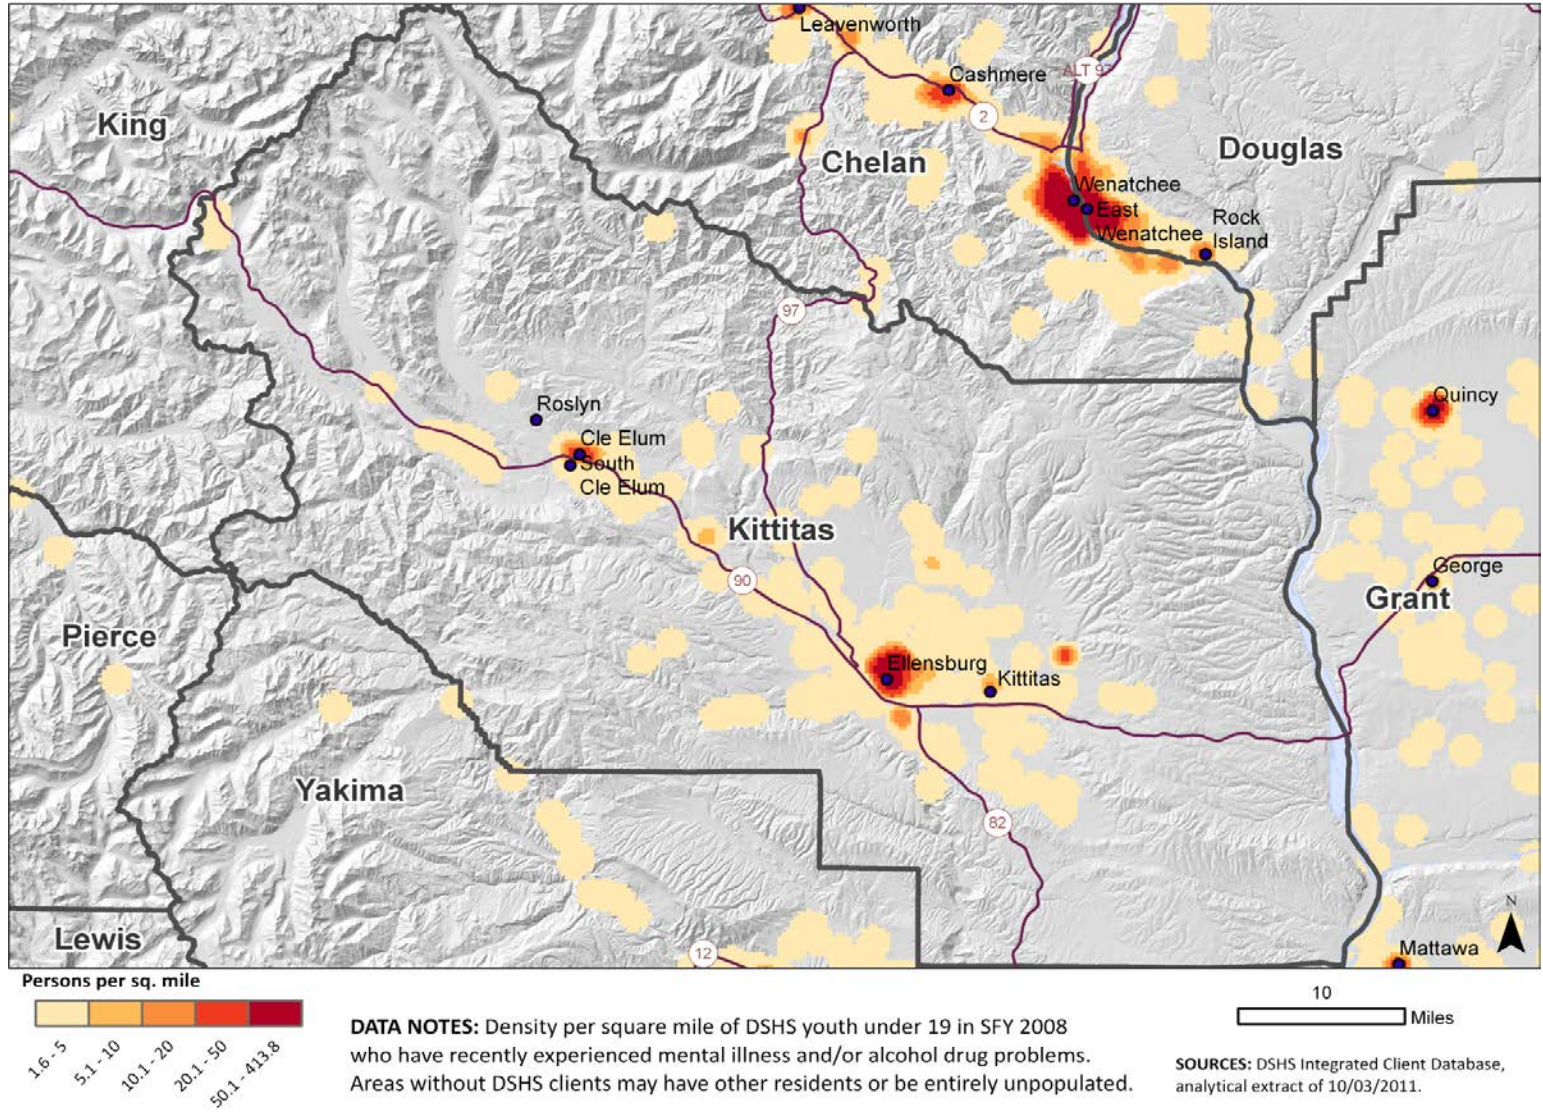 Leavenworth
Cashmere
ALT 97
2
King
Chelan
Douglas
Wenatchee
East
Wenatchee
Rock
Island
97
Roslyn
Quincy
Cle Elum
South
Cle Elum
Kittitas
90
George
Grant
Pierce
Ellensburg
Kittitas
Yakima
82
Lewis
12
N
Mattawa
Persons per sq. mile
1.6 - 5
5.1 - 10
10.1 - 20
20.1 - 50
50.1 - 413.8
DATA NOTES: Density per square mile of DSHS youth under 19 in SFY 2008
who have recently experienced mental illness and/or alcohol drug problems.
Areas without DSHS clients may have other residents or be entirely unpopulated.
10
Miles
SOURCES: DSHS Integrated Client Database,
analytical extract of 10/03/2011.